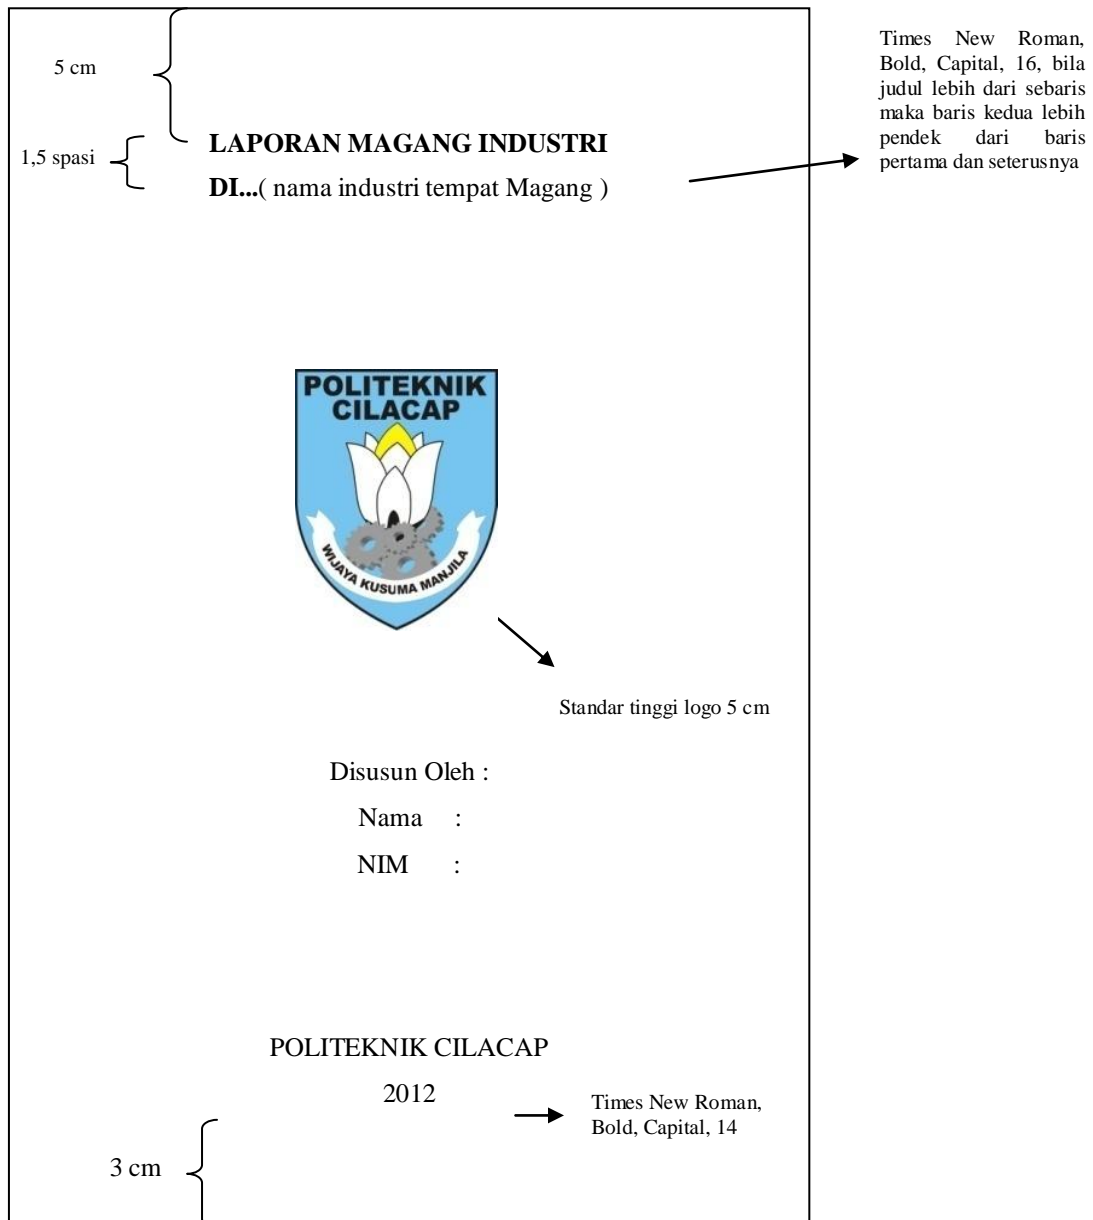 5 cm
Times New Roman,
Bold, Capital, 16, bila
judul lebih dari sebaris
maka baris kedua lebih
pendek dari baris
pertama dan seterusnya
1,5 spasi
LAPORAN MAGANG INDUSTRI
DI...( nama industri tempat Magang )
POLITEKNIK
CILACAP
WIJAYA KUSUMA MANJILA
Standar tinggi logo 5 cm
Disusun Oleh :
Nama :
NIM :
POLITEKNIK CILACAP
2012
Times New Roman,
Bold, Capital, 14
3 cm